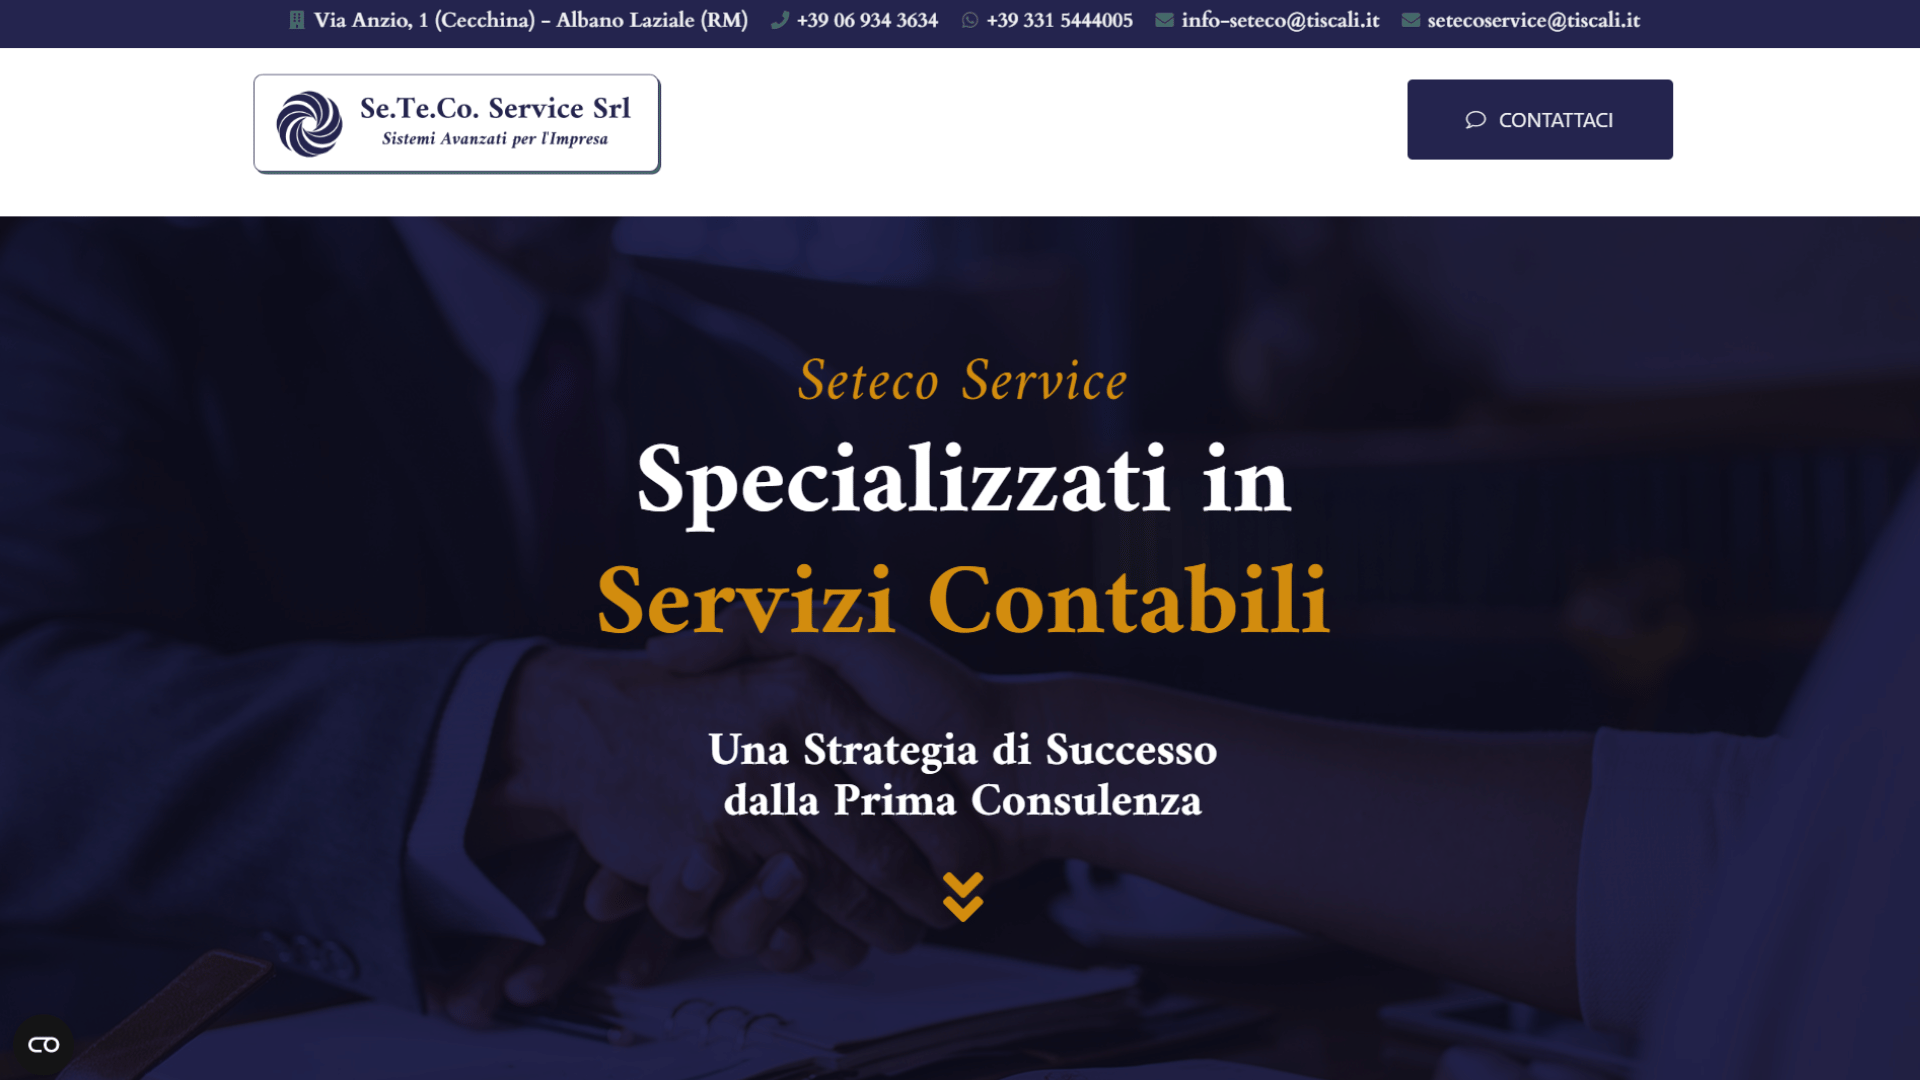 Via Anzio, 1 (Cecchina) - Albano Laziale (RM) +39 06 934 3634 +39 331 5444005 info-seteco@tiscali.it setecoservice@tiscali.it
Se.Te.Co. Service Srl
Sistemi Avanzati per l'Impresa
CONTATTACI
Seteco Service
Specializzati in
Servizi Contabili
Una Strategia di Successo
dalla Prima Consulenza